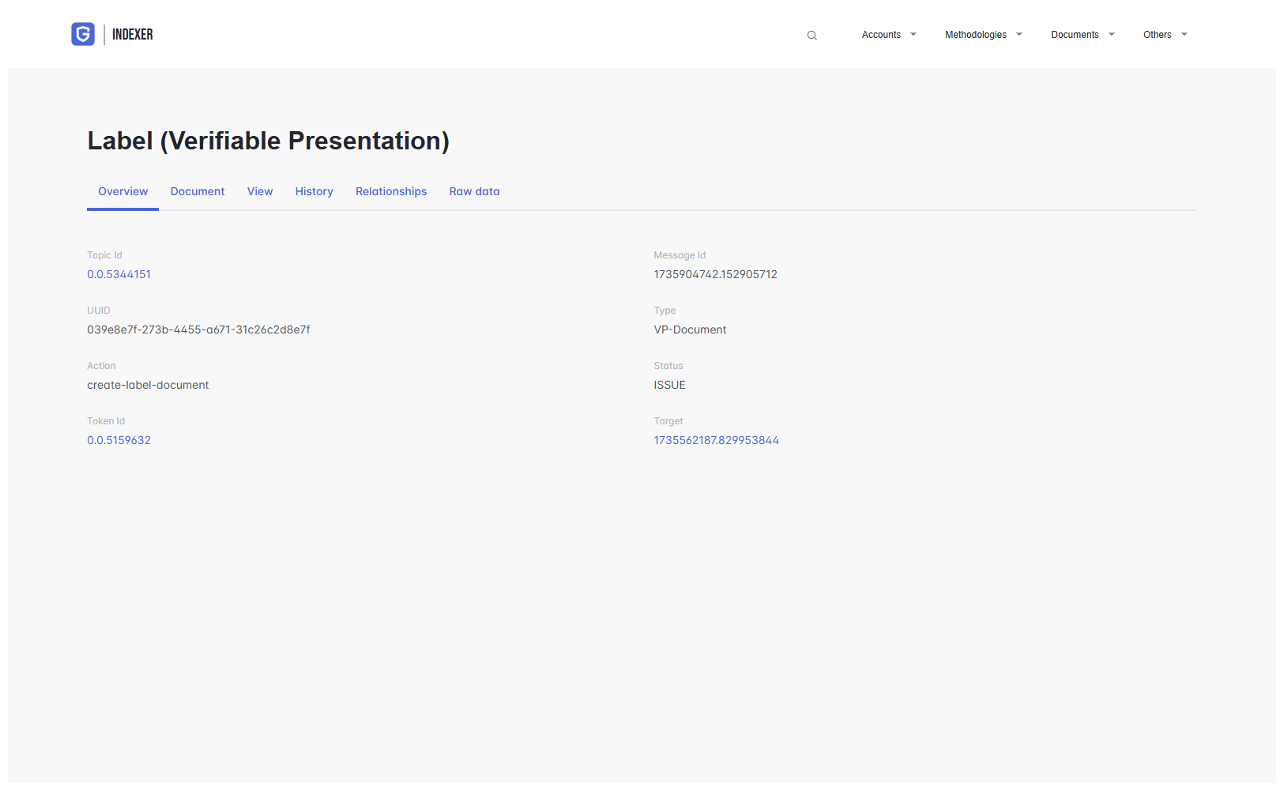 INDEXER
Accounts Methodologies Documents Others
Label (Verifiable Presentation)
Overview Document View History Relationships Raw data
Topic Id
0.0.5344151
Message Id
1735904742.152905712
UUID
039e8e7f-273b-4455-a671-31c26c2d8e7f
Type
VP-Document
Action
create-label-document
Status
ISSUE
Token Id
0.0.5159632
Target
1735562187.829953844